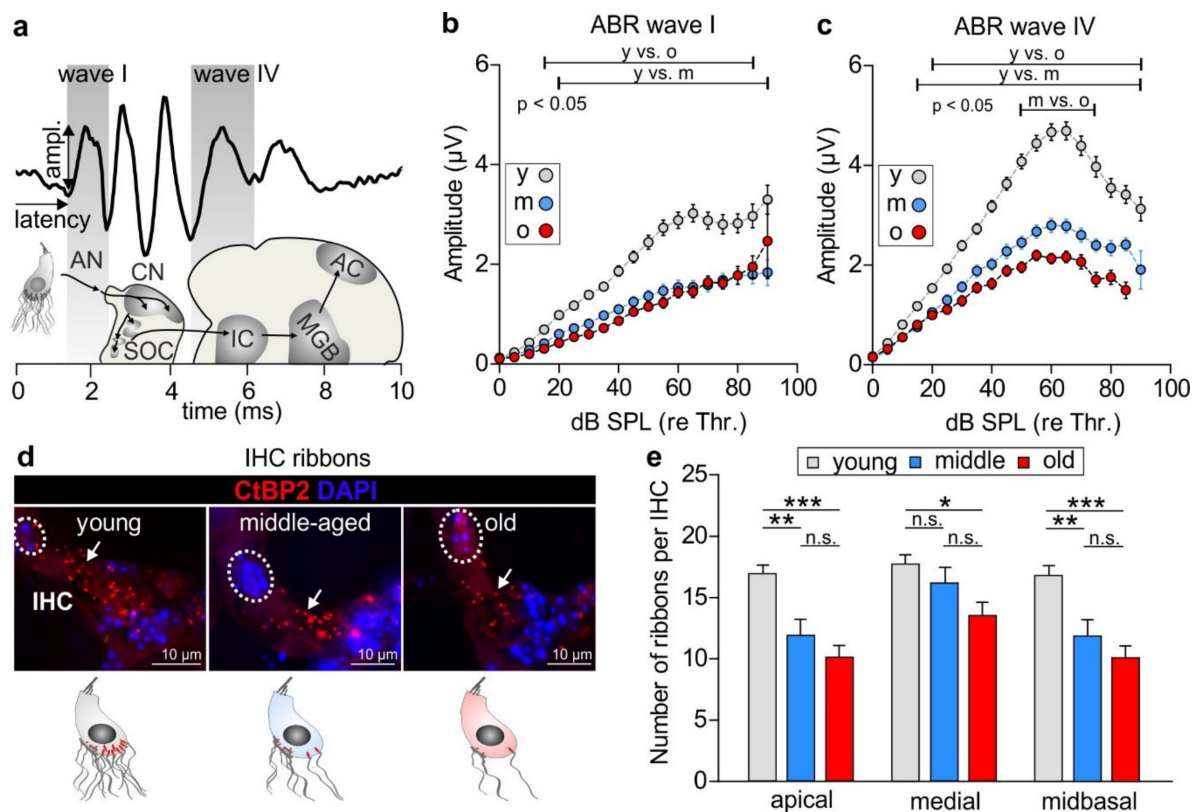 a
wave I wave IV
ampl.
latency
AN
CN
SOC
IC
MGB
AC
0 2 4 6 8 10
time (ms)
b
ABR wave I
y vs. o
y vs. m
p < 0.05
y
m
o
Amplitude (µV)
6
4
2
0
0 20 40 60 80 100
dB SPL (re Thr.)
c
ABR wave IV
y vs. o
y vs. m
p < 0.05 m vs. o
y
m
o
Amplitude (µV)
6
4
2
0
0 20 40 60 80 100
dB SPL (re Thr.)
d
IHC ribbons
CtBP2 DAPI
young middle-aged old
IHC
10 µm 10 µm 10 µm
e
young middle old
Number of ribbons per IHC
25
20
15
10
5
0
*** * ***
** n.s. **
n.s. n.s. n.s.
apical medial midbasal